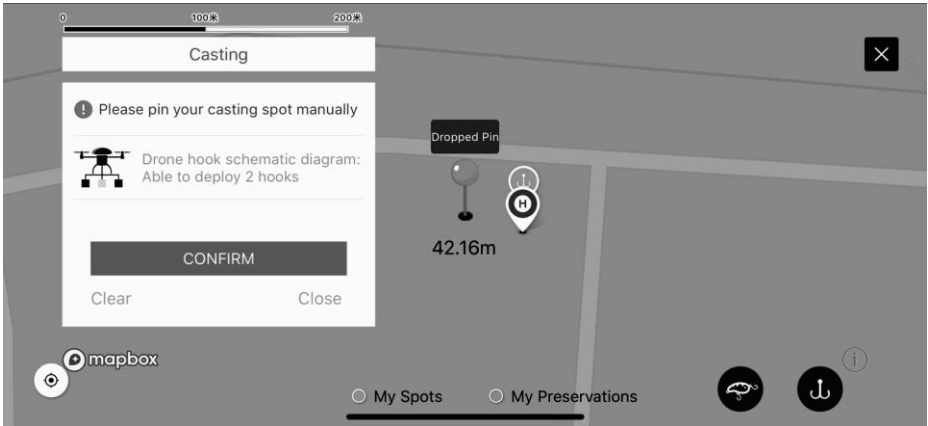 0 100米 200米
Casting
Please pin your casting spot manually
Drone hook schematic diagram:
Able to deploy 2 hooks
CONFIRM
Clear Close
Dropped Pin
H
42.16m
mapbox
My Spots My Preservations